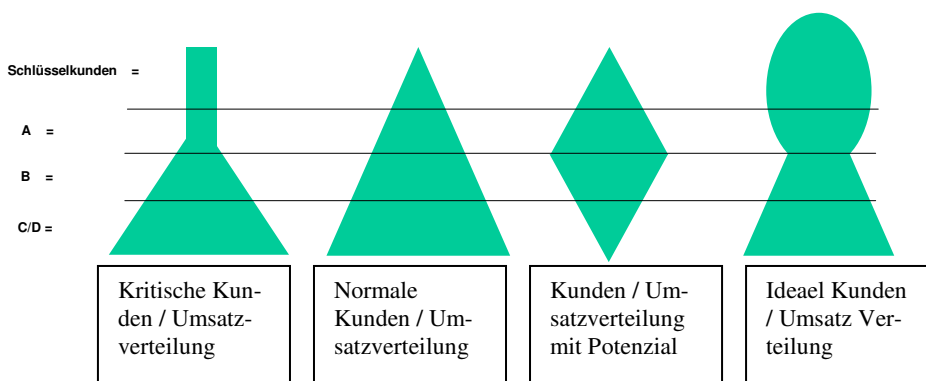 Schlüsselkunden =
A =
B =
C/D =
Kritische Kun-
den / Umsatz-
verteilung
Normale
Kunden / Um-
satzverteilung
Kunden / Um-
satzverteilung
mit Potenzial
Ideael Kunden
/ Umsatz Ver-
teilung